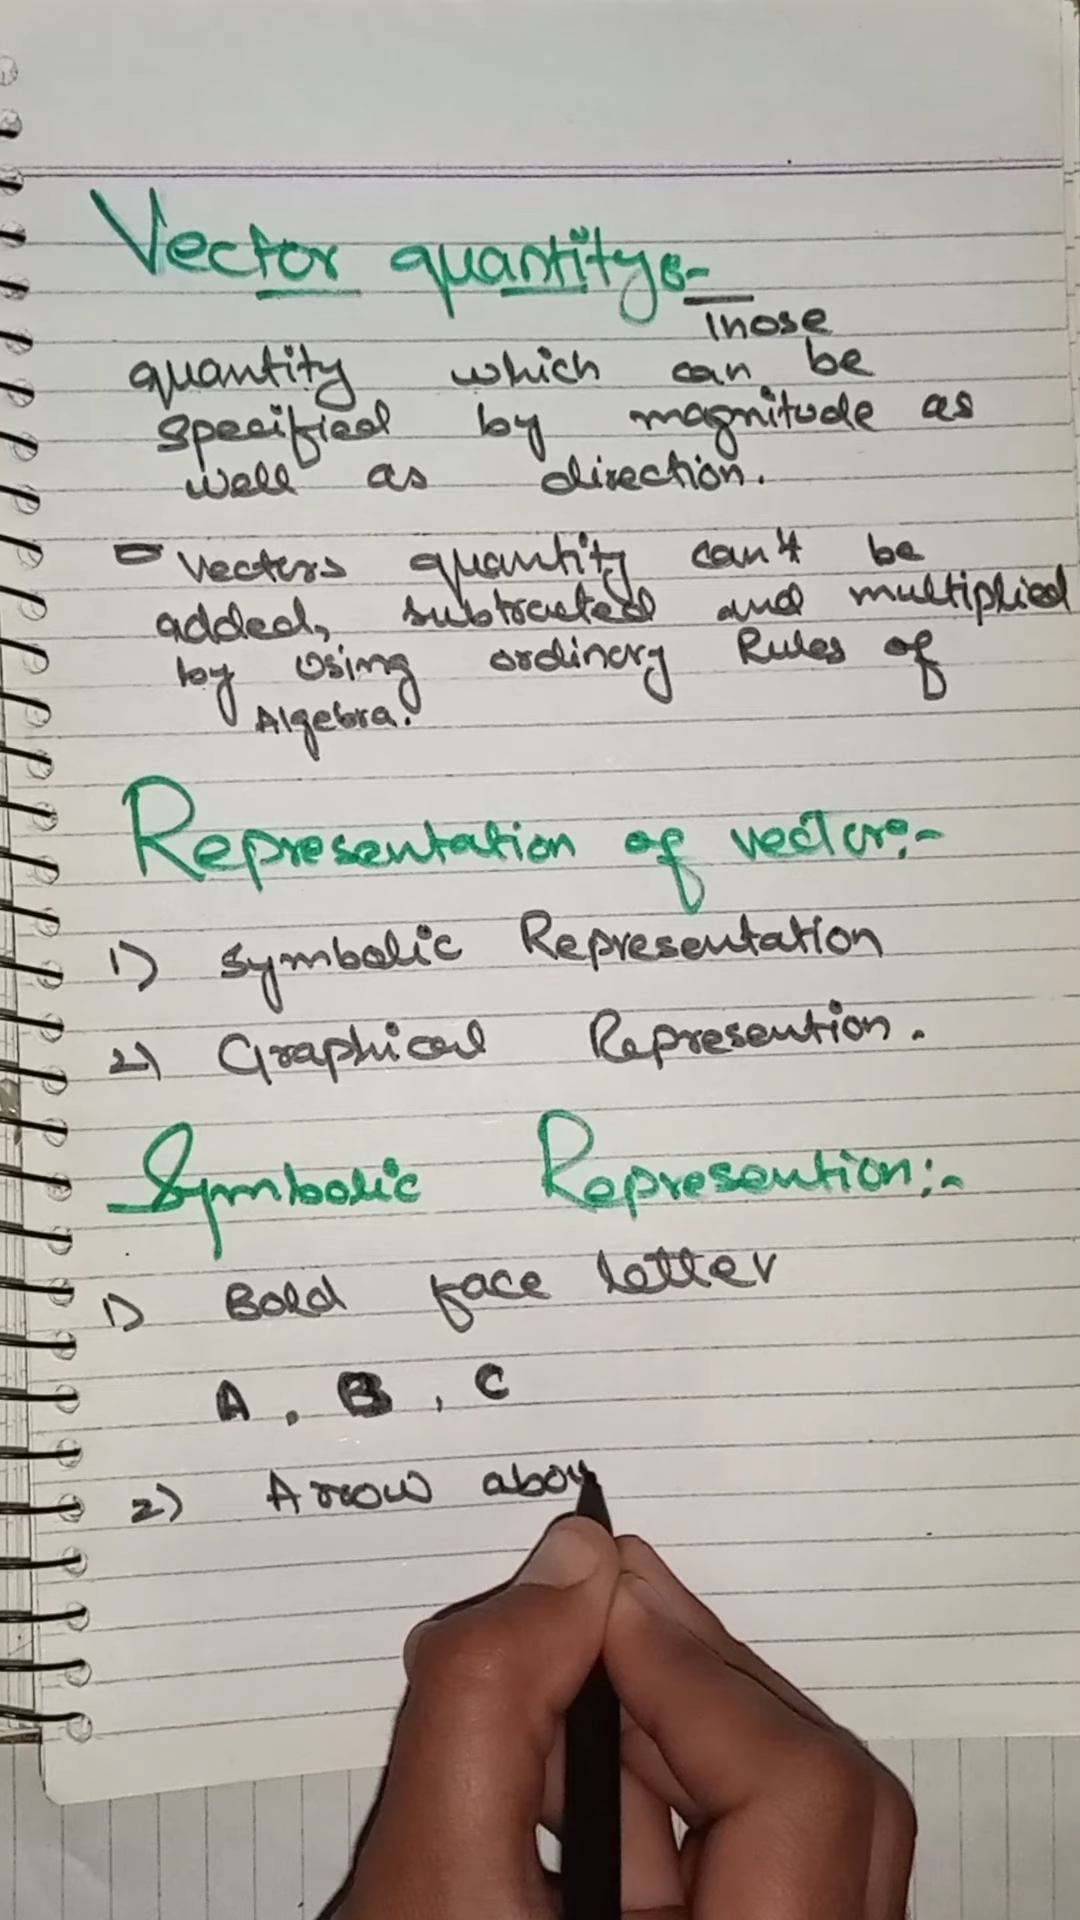 Vector quantity:-
Those
quantity which can be
specified by magnitude as
well as direction.
- Vectors quantity can't be
added, subtracted and multiplied
by using ordinary Rules of
Algebra.
Representation of vector:-
1) Symbolic Representation
2) Graphical Represention.
Symbolic Represention:-
1) Bold face letter
A, B, C
2) Arrow abov